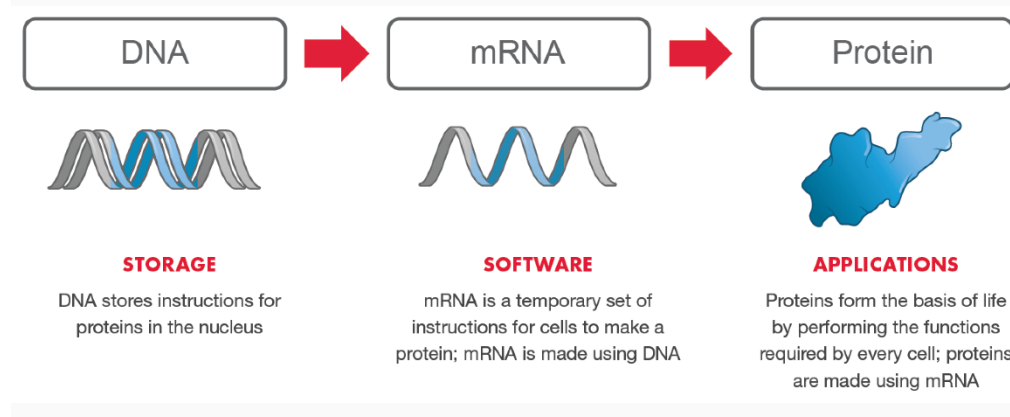 DNA
mRNA
Protein
STORAGE
DNA stores instructions for
proteins in the nucleus
SOFTWARE
mRNA is a temporary set of
instructions for cells to make a
protein; mRNA is made using DNA
APPLICATIONS
Proteins form the basis of life
by performing the functions
required by every cell; proteins
are made using mRNA